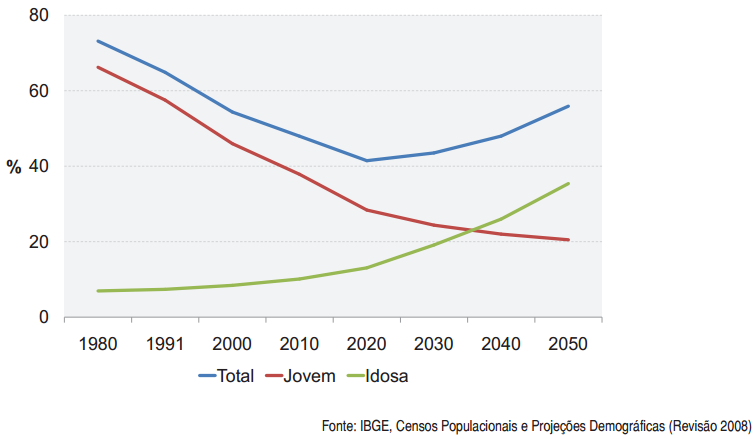 80
60
% 40
20
0
1980 1991 2000 2010 2020 2030 2040 2050
Total Jovem Idosa
Fonte: IBGE, Censos Populacionais e Projeções Demográficas (Revisão 2008)